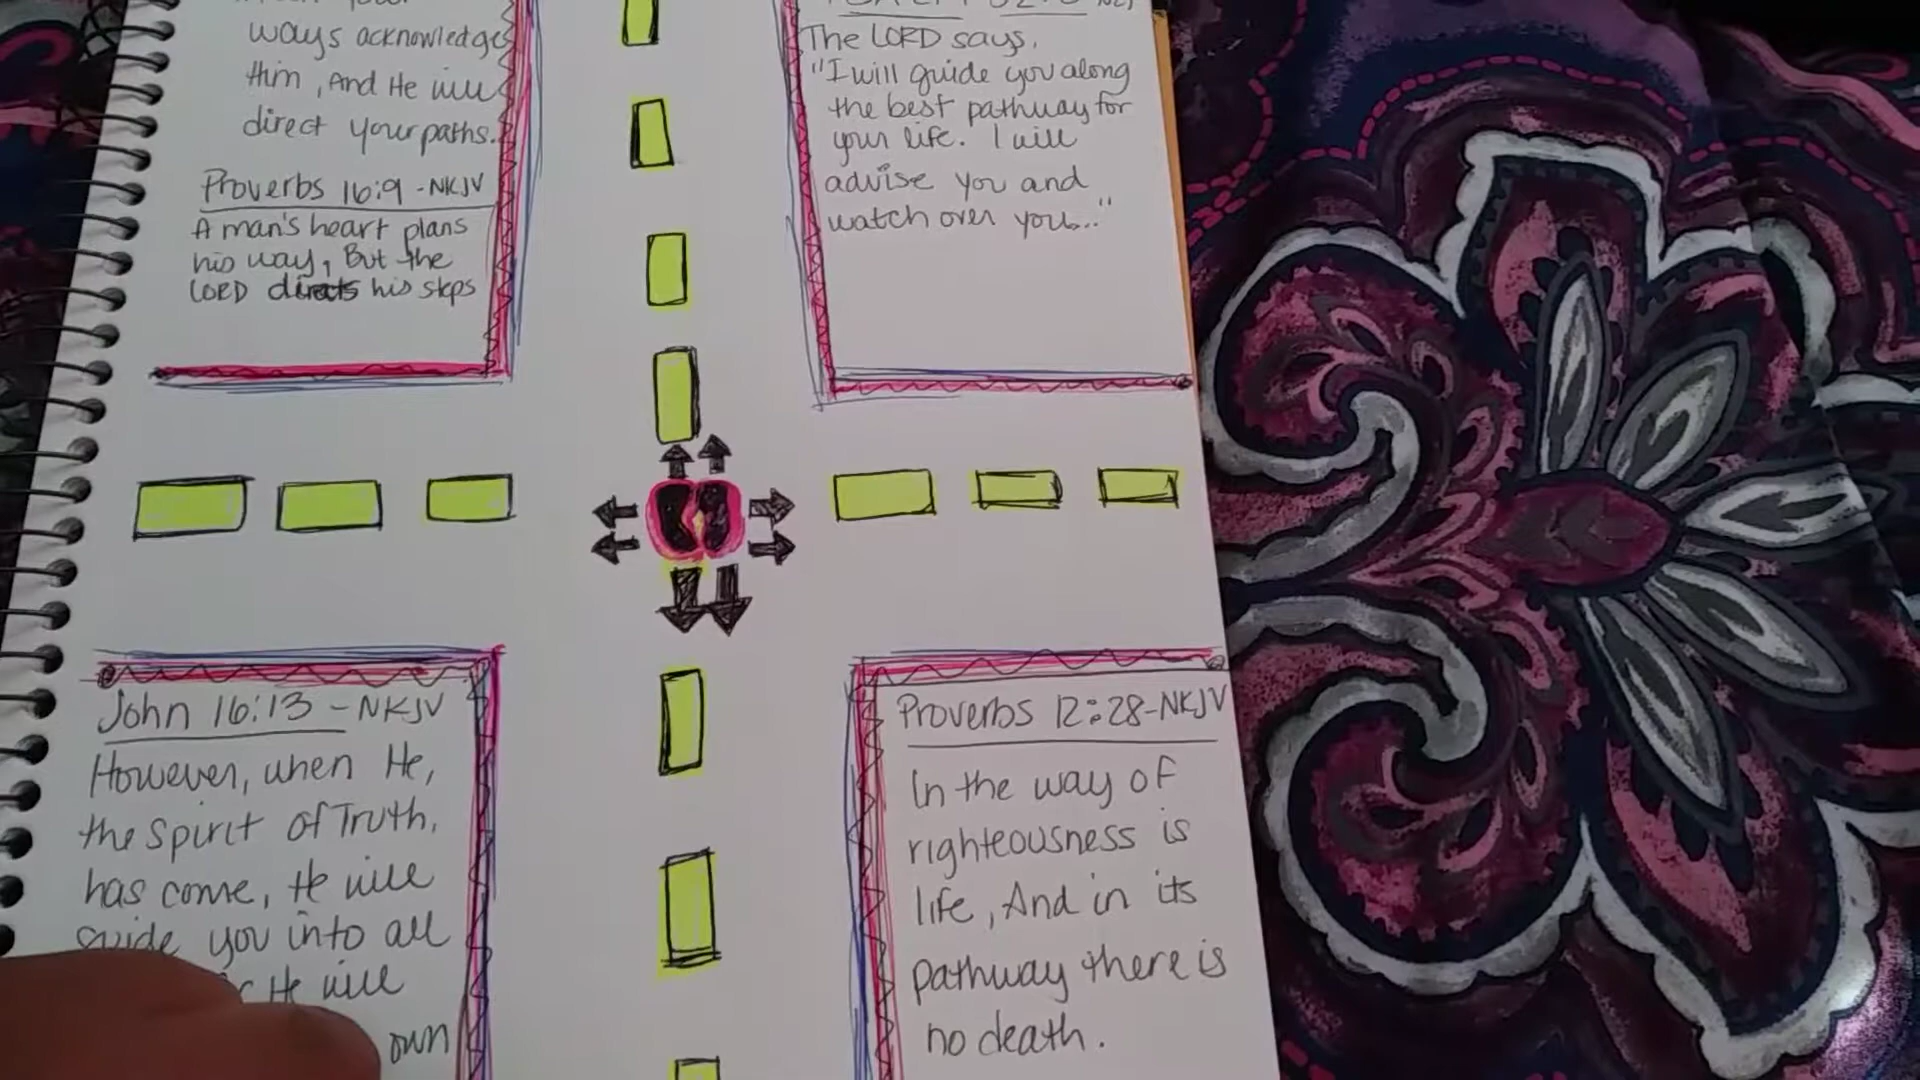 ways acknowledge
Him, And He will
direct your paths.
Proverbs 16:9 - NKJV
A man's heart plans
his way, But the
LORD directs his steps
The LORD says,
"I will guide you along
the best pathway for
your life. I will
advise you and
watch over you..."
John 16:13 - NKJV
However, when He,
the Spirit of Truth,
has come, He will
guide you into all
He will
own
Proverbs 12:28-NKJV
In the way of
righteousness is
life, And in its
pathway there is
no death.